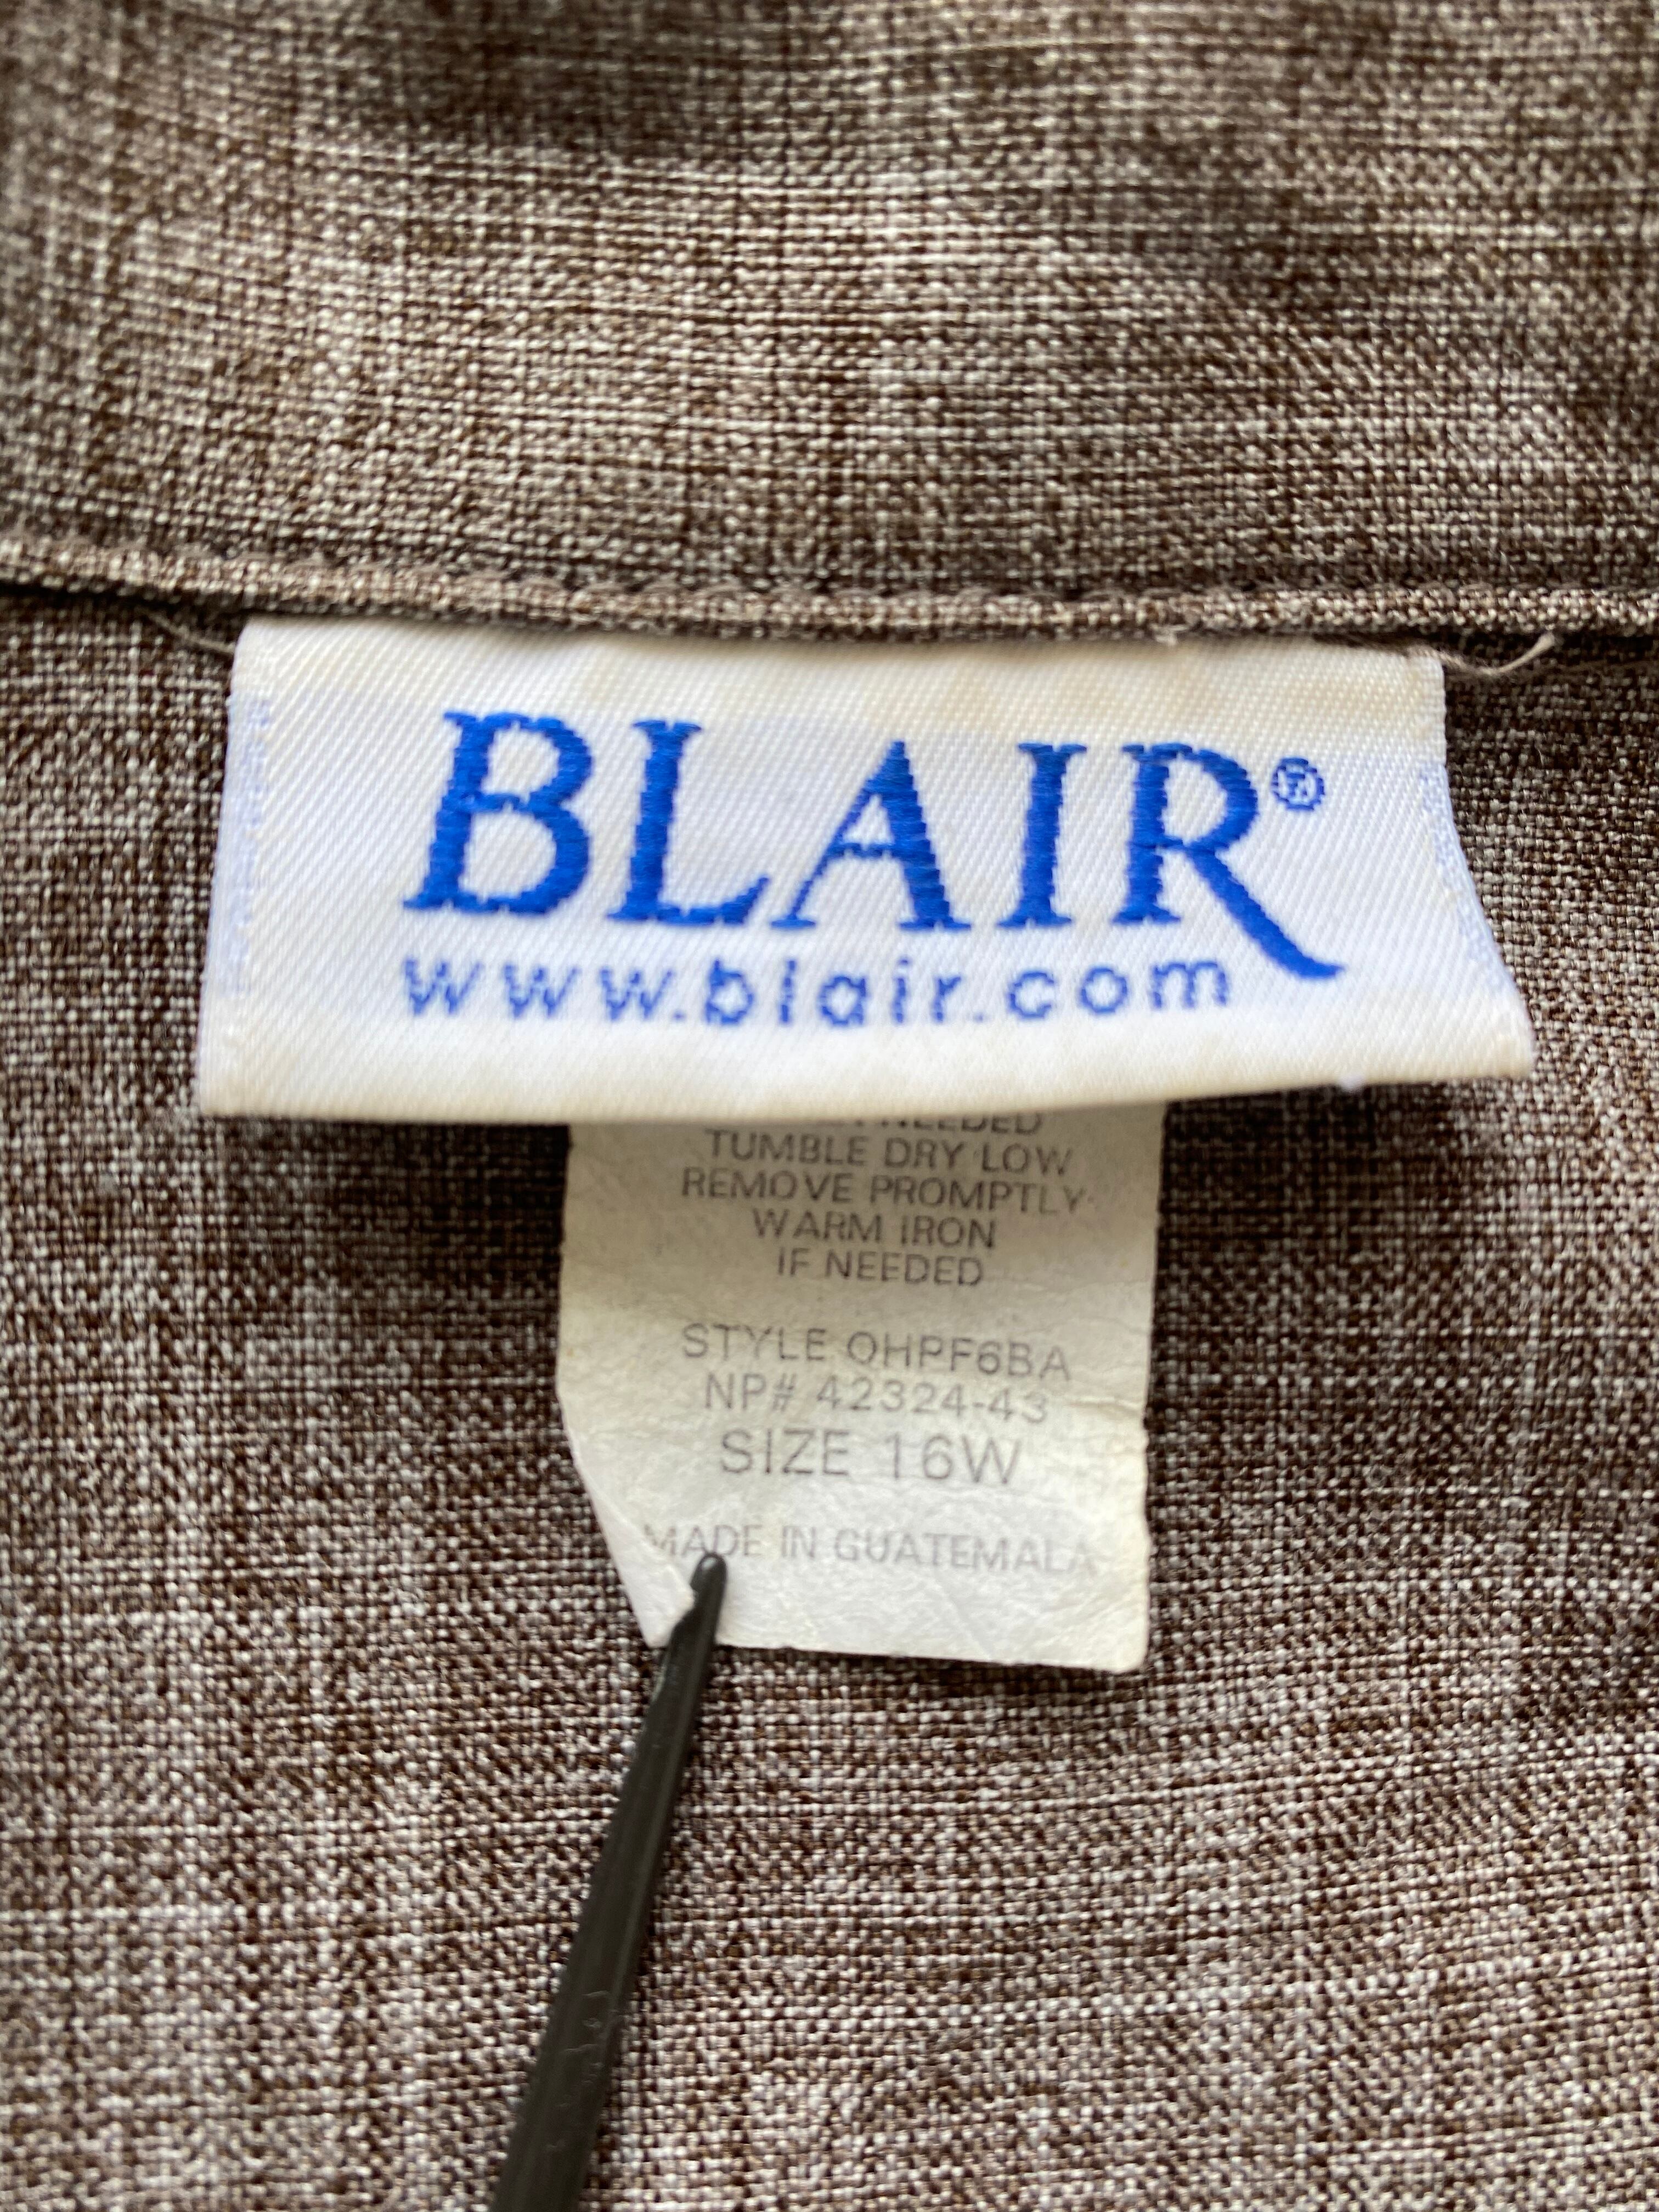 BLAIR®
www.blair.com
NEEDED
TUMBLE DRY LOW
REMOVE PROMPTLY
WARM IRON
IF NEEDED
STYLE QHPF6BA
NP# 42324-43
SIZE 16W
MADE IN GUATEMALA